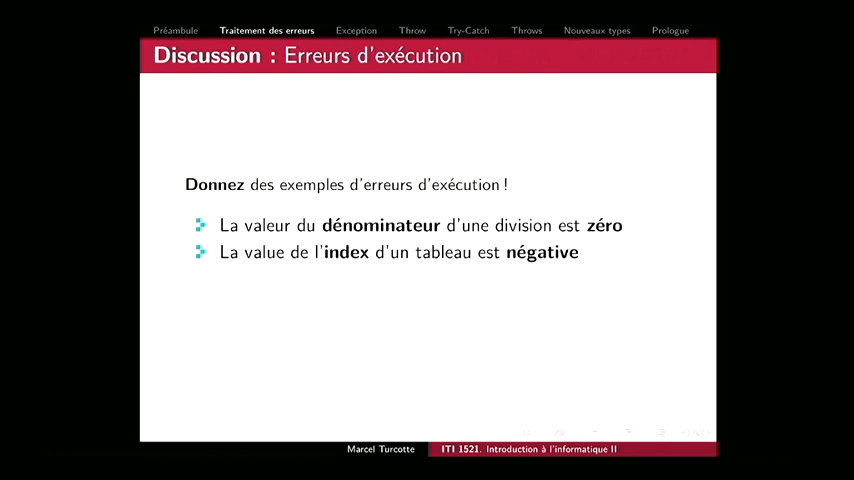 Préambule Traitement des erreurs Exception Throw Try-Catch Throws Nouveaux types Prologue
Discussion : Erreurs d'exécution
Donnez des exemples d'erreurs d'exécution !
La valeur du dénominateur d'une division est zéro
La value de l'index d'un tableau est négative
Marcel Turcotte ITI 1521. Introduction à l'informatique II